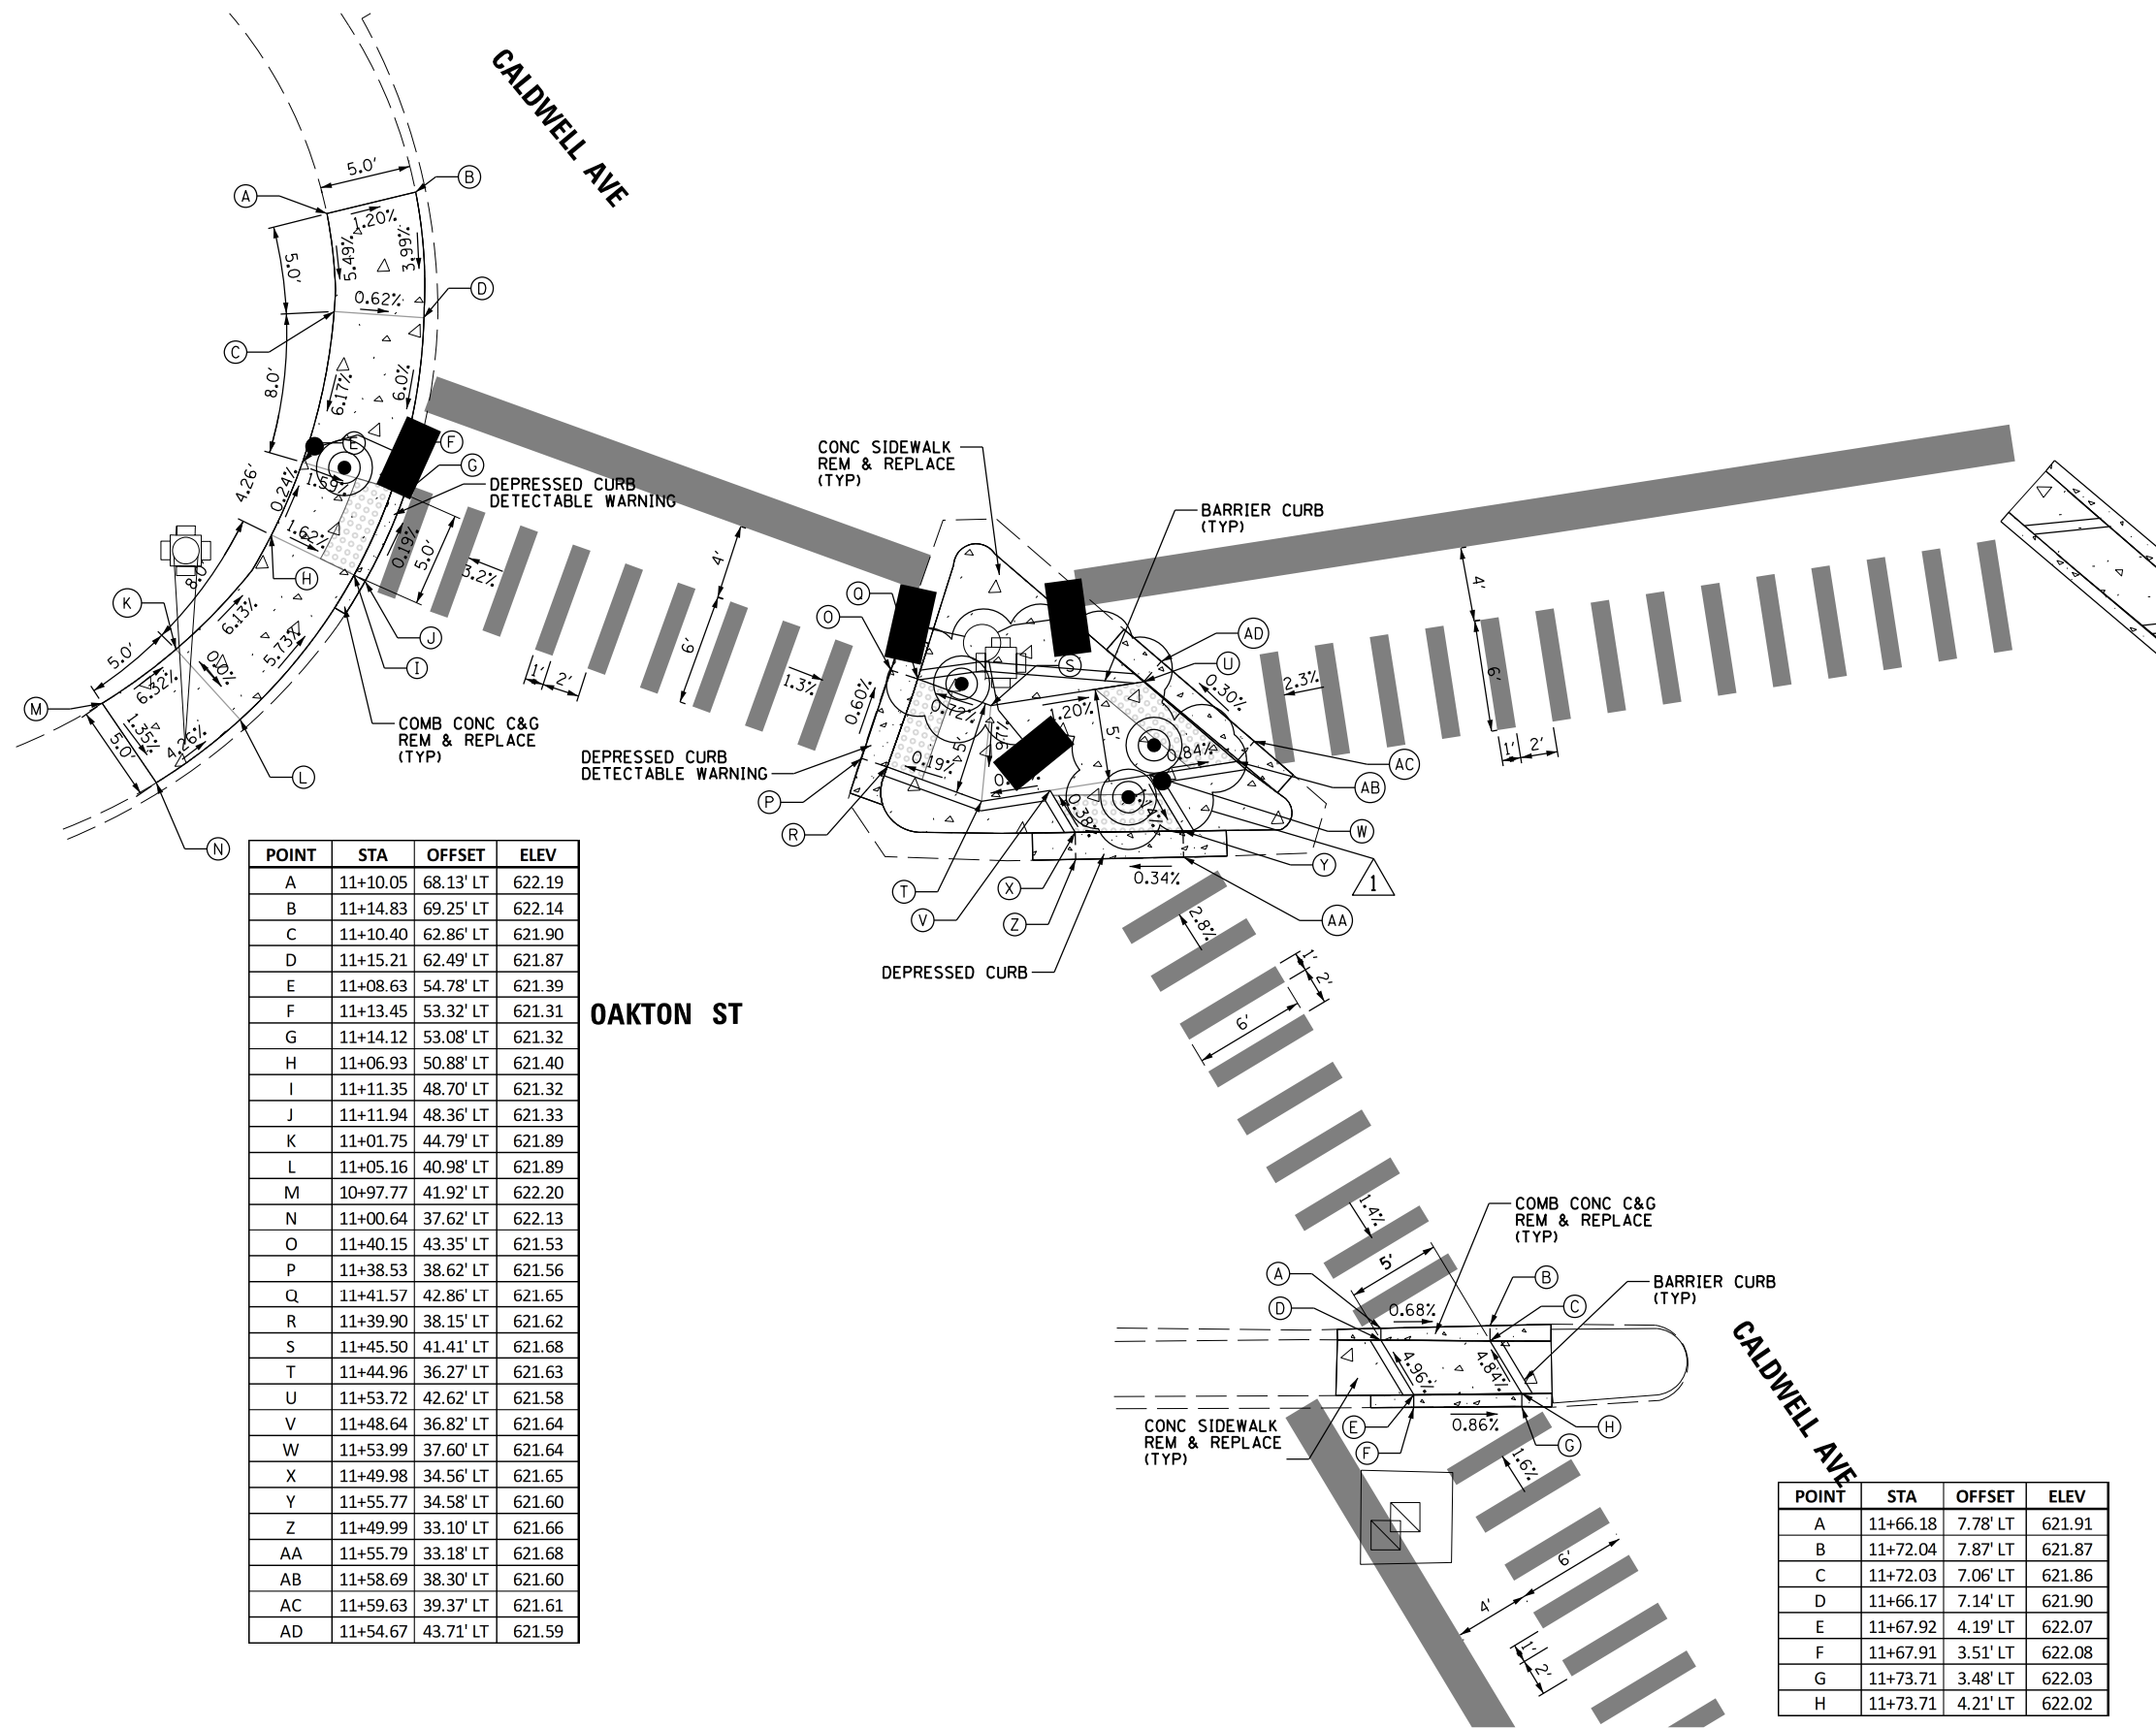 CALDWELL AVE
5.0'
B
A
1.20%
5.49%
3.99%
5.0'
D
0.62%
C
8.0'
6.17%
6.0%
E
F
G
DEPRESSED CURB
DETECTABLE WARNING
4.26'
0.24%
1.59%
1.62%
0.19%
5.0'
3.2%
H
8.0'
K
J
I
6.13%
5.73%
0.0%
5.0'
6.32%
M
1.35%
5.0'
4.26%
L
N
COMB CONC C&G
REM & REPLACE
(TYP)
1'
2'
4'
6'
1.3%
CONC SIDEWALK
REM & REPLACE
(TYP)
BARRIER CURB
(TYP)
Q
O
S
AD
U
0.60%
0.72%
1.20%
0.30%
2.3%
5'
5'
0.84%
0.19%
0.38%
DEPRESSED CURB
DETECTABLE WARNING
P
R
AC
AB
W
Y
1
T
X
0.34%
V
Z
AA
DEPRESSED CURB
4'
6'
1'
2'
2.8%
1'
2'
6'
OAKTON ST
POINT STA OFFSET ELEV
A 11+10.05 68.13' LT 622.19
B 11+14.83 69.25' LT 622.14
C 11+10.40 62.86' LT 621.90
D 11+15.21 62.49' LT 621.87
E 11+08.63 54.78' LT 621.39
F 11+13.45 53.32' LT 621.31
G 11+14.12 53.08' LT 621.32
H 11+06.93 50.88' LT 621.40
I 11+11.35 48.70' LT 621.32
J 11+11.94 48.36' LT 621.33
K 11+01.75 44.79' LT 621.89
L 11+05.16 40.98' LT 621.89
M 10+97.77 41.92' LT 622.20
N 11+00.64 37.62' LT 622.13
O 11+40.15 43.35' LT 621.53
P 11+38.53 38.62' LT 621.56
Q 11+41.57 42.86' LT 621.65
R 11+39.90 38.15' LT 621.62
S 11+45.50 41.41' LT 621.68
T 11+44.96 36.27' LT 621.63
U 11+53.72 42.62' LT 621.58
V 11+48.64 36.82' LT 621.64
W 11+53.99 37.60' LT 621.64
X 11+49.98 34.56' LT 621.65
Y 11+55.77 34.58' LT 621.60
Z 11+49.99 33.10' LT 621.66
AA 11+55.79 33.18' LT 621.68
AB 11+58.69 38.30' LT 621.60
AC 11+59.63 39.37' LT 621.61
AD 11+54.67 43.71' LT 621.59
1.4%
COMB CONC C&G
REM & REPLACE
(TYP)
5'
A
B
BARRIER CURB
(TYP)
D
0.68%
C
4.96%
4.84%
CONC SIDEWALK
REM & REPLACE
(TYP)
E
0.86%
H
F
G
1.6%
6'
4'
1'
2'
CALDWELL AVE
POINT STA OFFSET ELEV
A 11+66.18 7.78' LT 621.91
B 11+72.04 7.87' LT 621.87
C 11+72.03 7.06' LT 621.86
D 11+66.17 7.14' LT 621.90
E 11+67.92 4.19' LT 622.07
F 11+67.91 3.51' LT 622.08
G 11+73.71 3.48' LT 622.03
H 11+73.71 4.21' LT 622.02